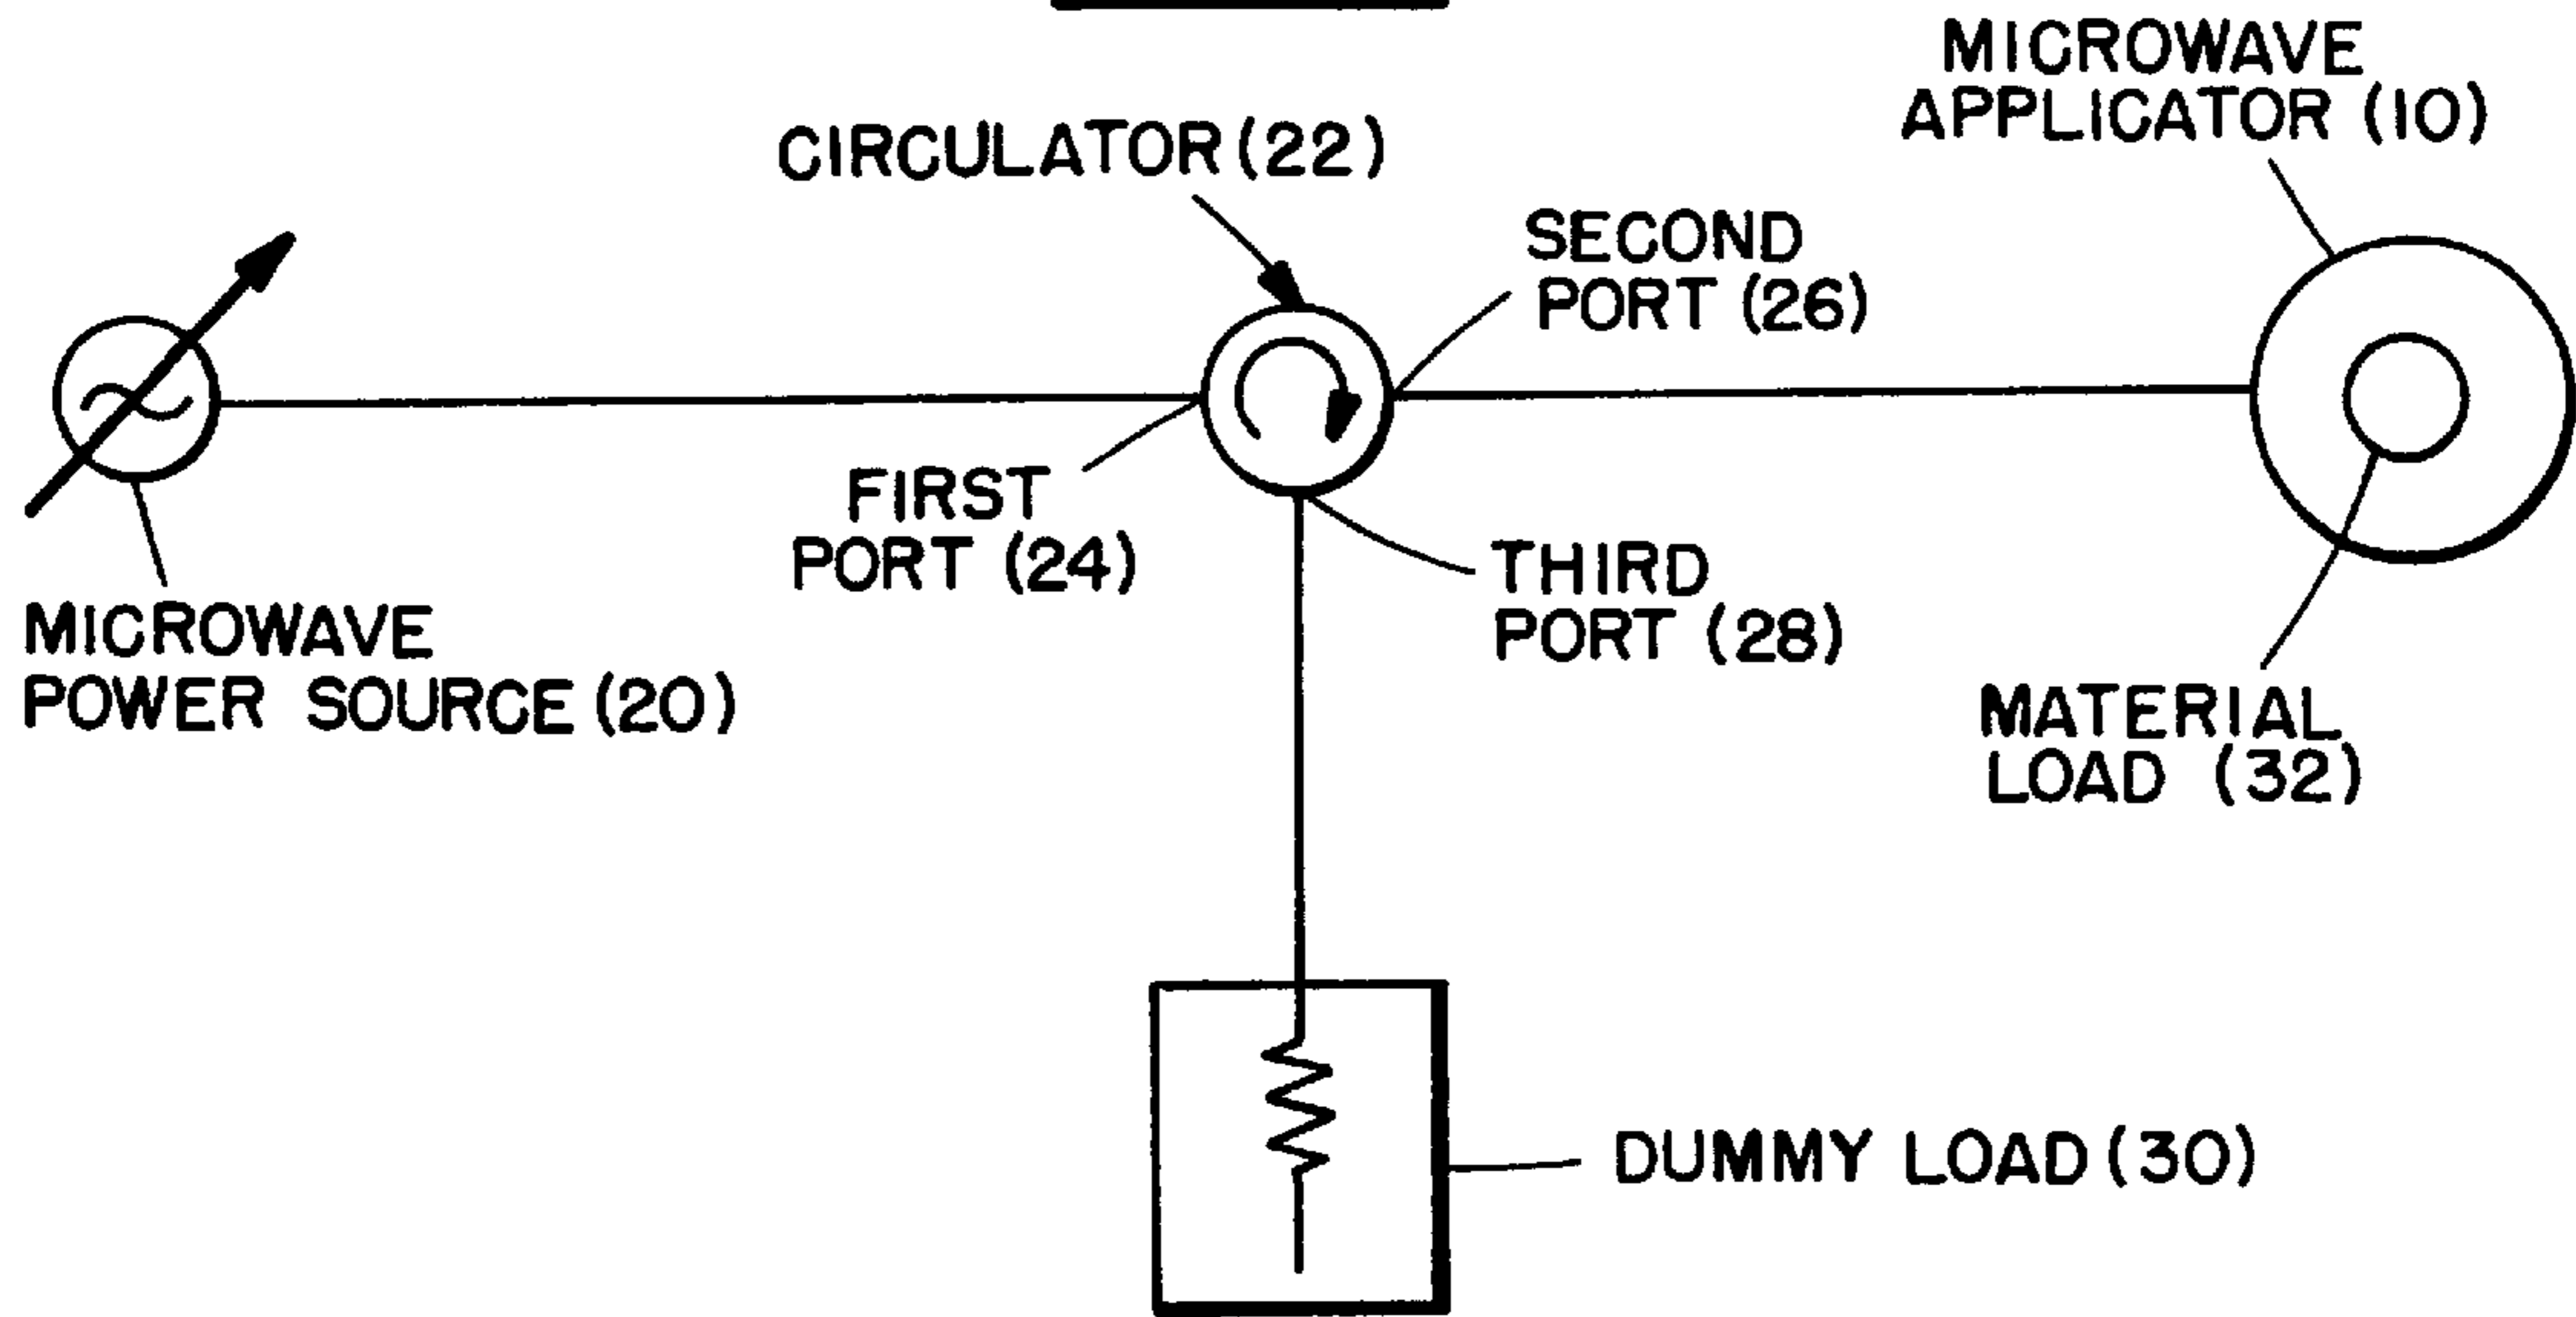 MICROWAVE
APPLICATOR (10)
CIRCULATOR (22)
SECOND
PORT (26)
FIRST
PORT (24)
THIRD
PORT (28)
MICROWAVE
POWER SOURCE (20)
MATERIAL
LOAD (32)
DUMMY LOAD (30)